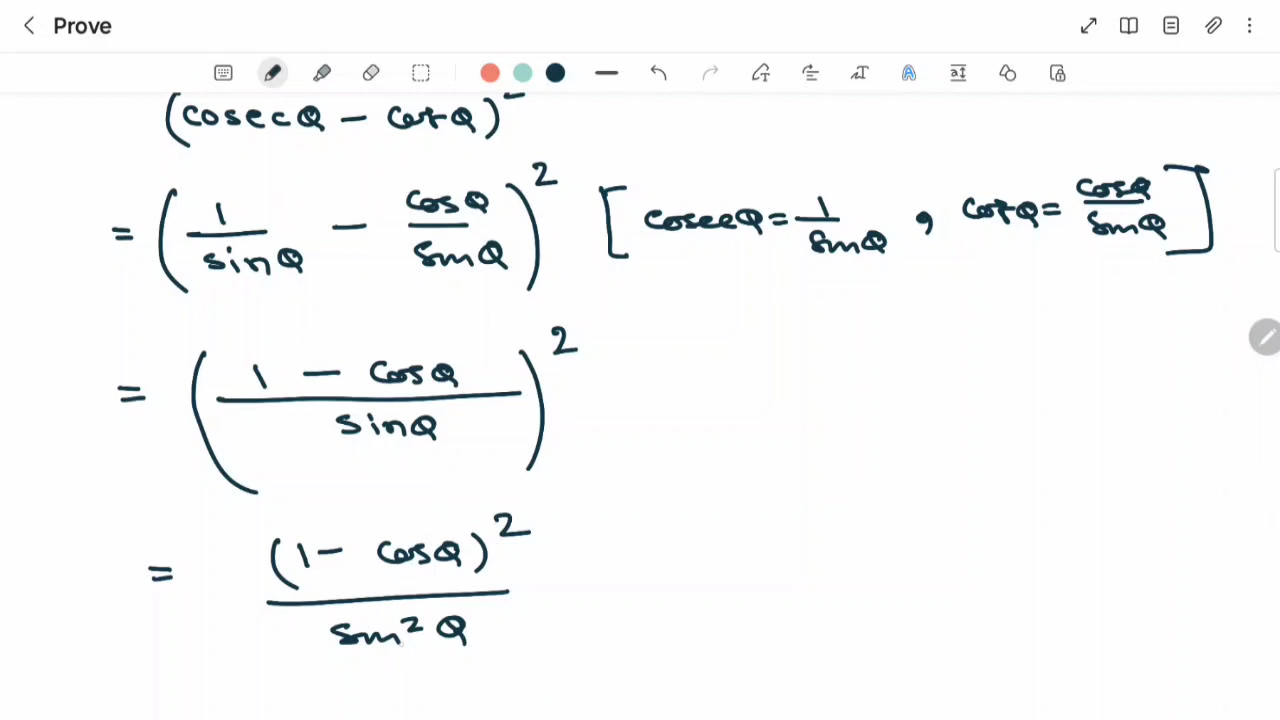 Prove
(cosecθ - cotθ)²
= (1/sinθ - cosθ/sinθ)² [cosecθ = 1/sinθ , cotθ = cosθ/sinθ]
= ((1 - cosθ)/sinθ)²
= (1 - cosθ)²/sin²θ